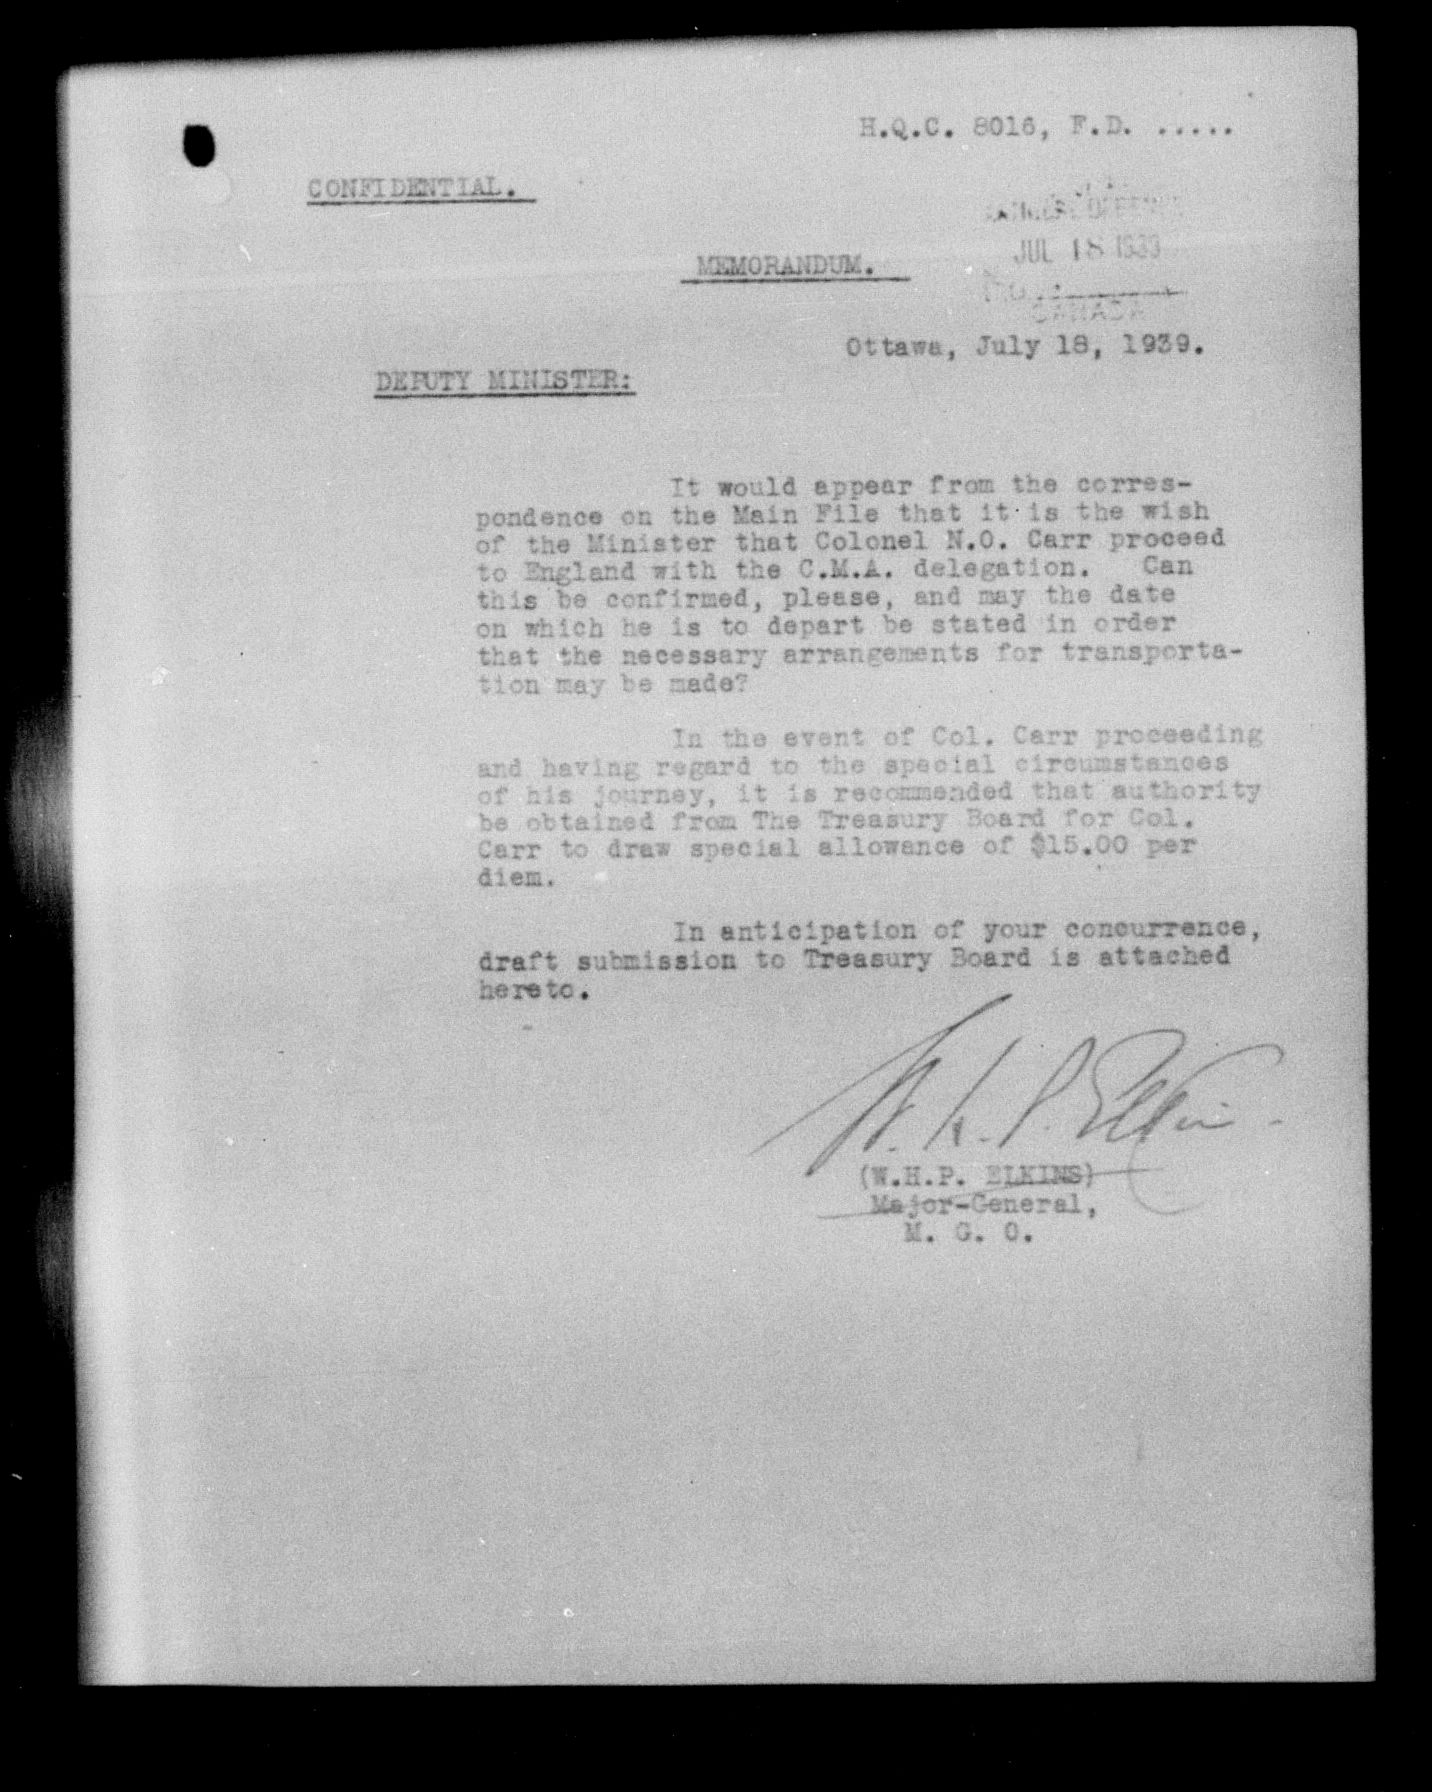 H.Q.C. 8016, F.D. .....
CONFIDENTIAL.
JUL 18 1939
MEMORANDUM.
CANADA
Ottawa, July 18, 1939.
DEPUTY MINISTER:
It would appear from the corres-
pondence on the Main File that it is the wish
of the Minister that Colonel N.O. Carr proceed
to England with the C.M.A. delegation. Can
this be confirmed, please, and may the date
on which he is to depart be stated in order
that the necessary arrangements for transporta-
tion may be made?
In the event of Col. Carr proceeding
and having regard to the special circumstances
of his journey, it is recommended that authority
be obtained from The Treasury Board for Col.
Carr to draw special allowance of $15.00 per
diem.
In anticipation of your concurrence,
draft submission to Treasury Board is attached
hereto.
W.H.P. Elkins
(W.H.P. ELKINS)
Major-General,
M. G. O.